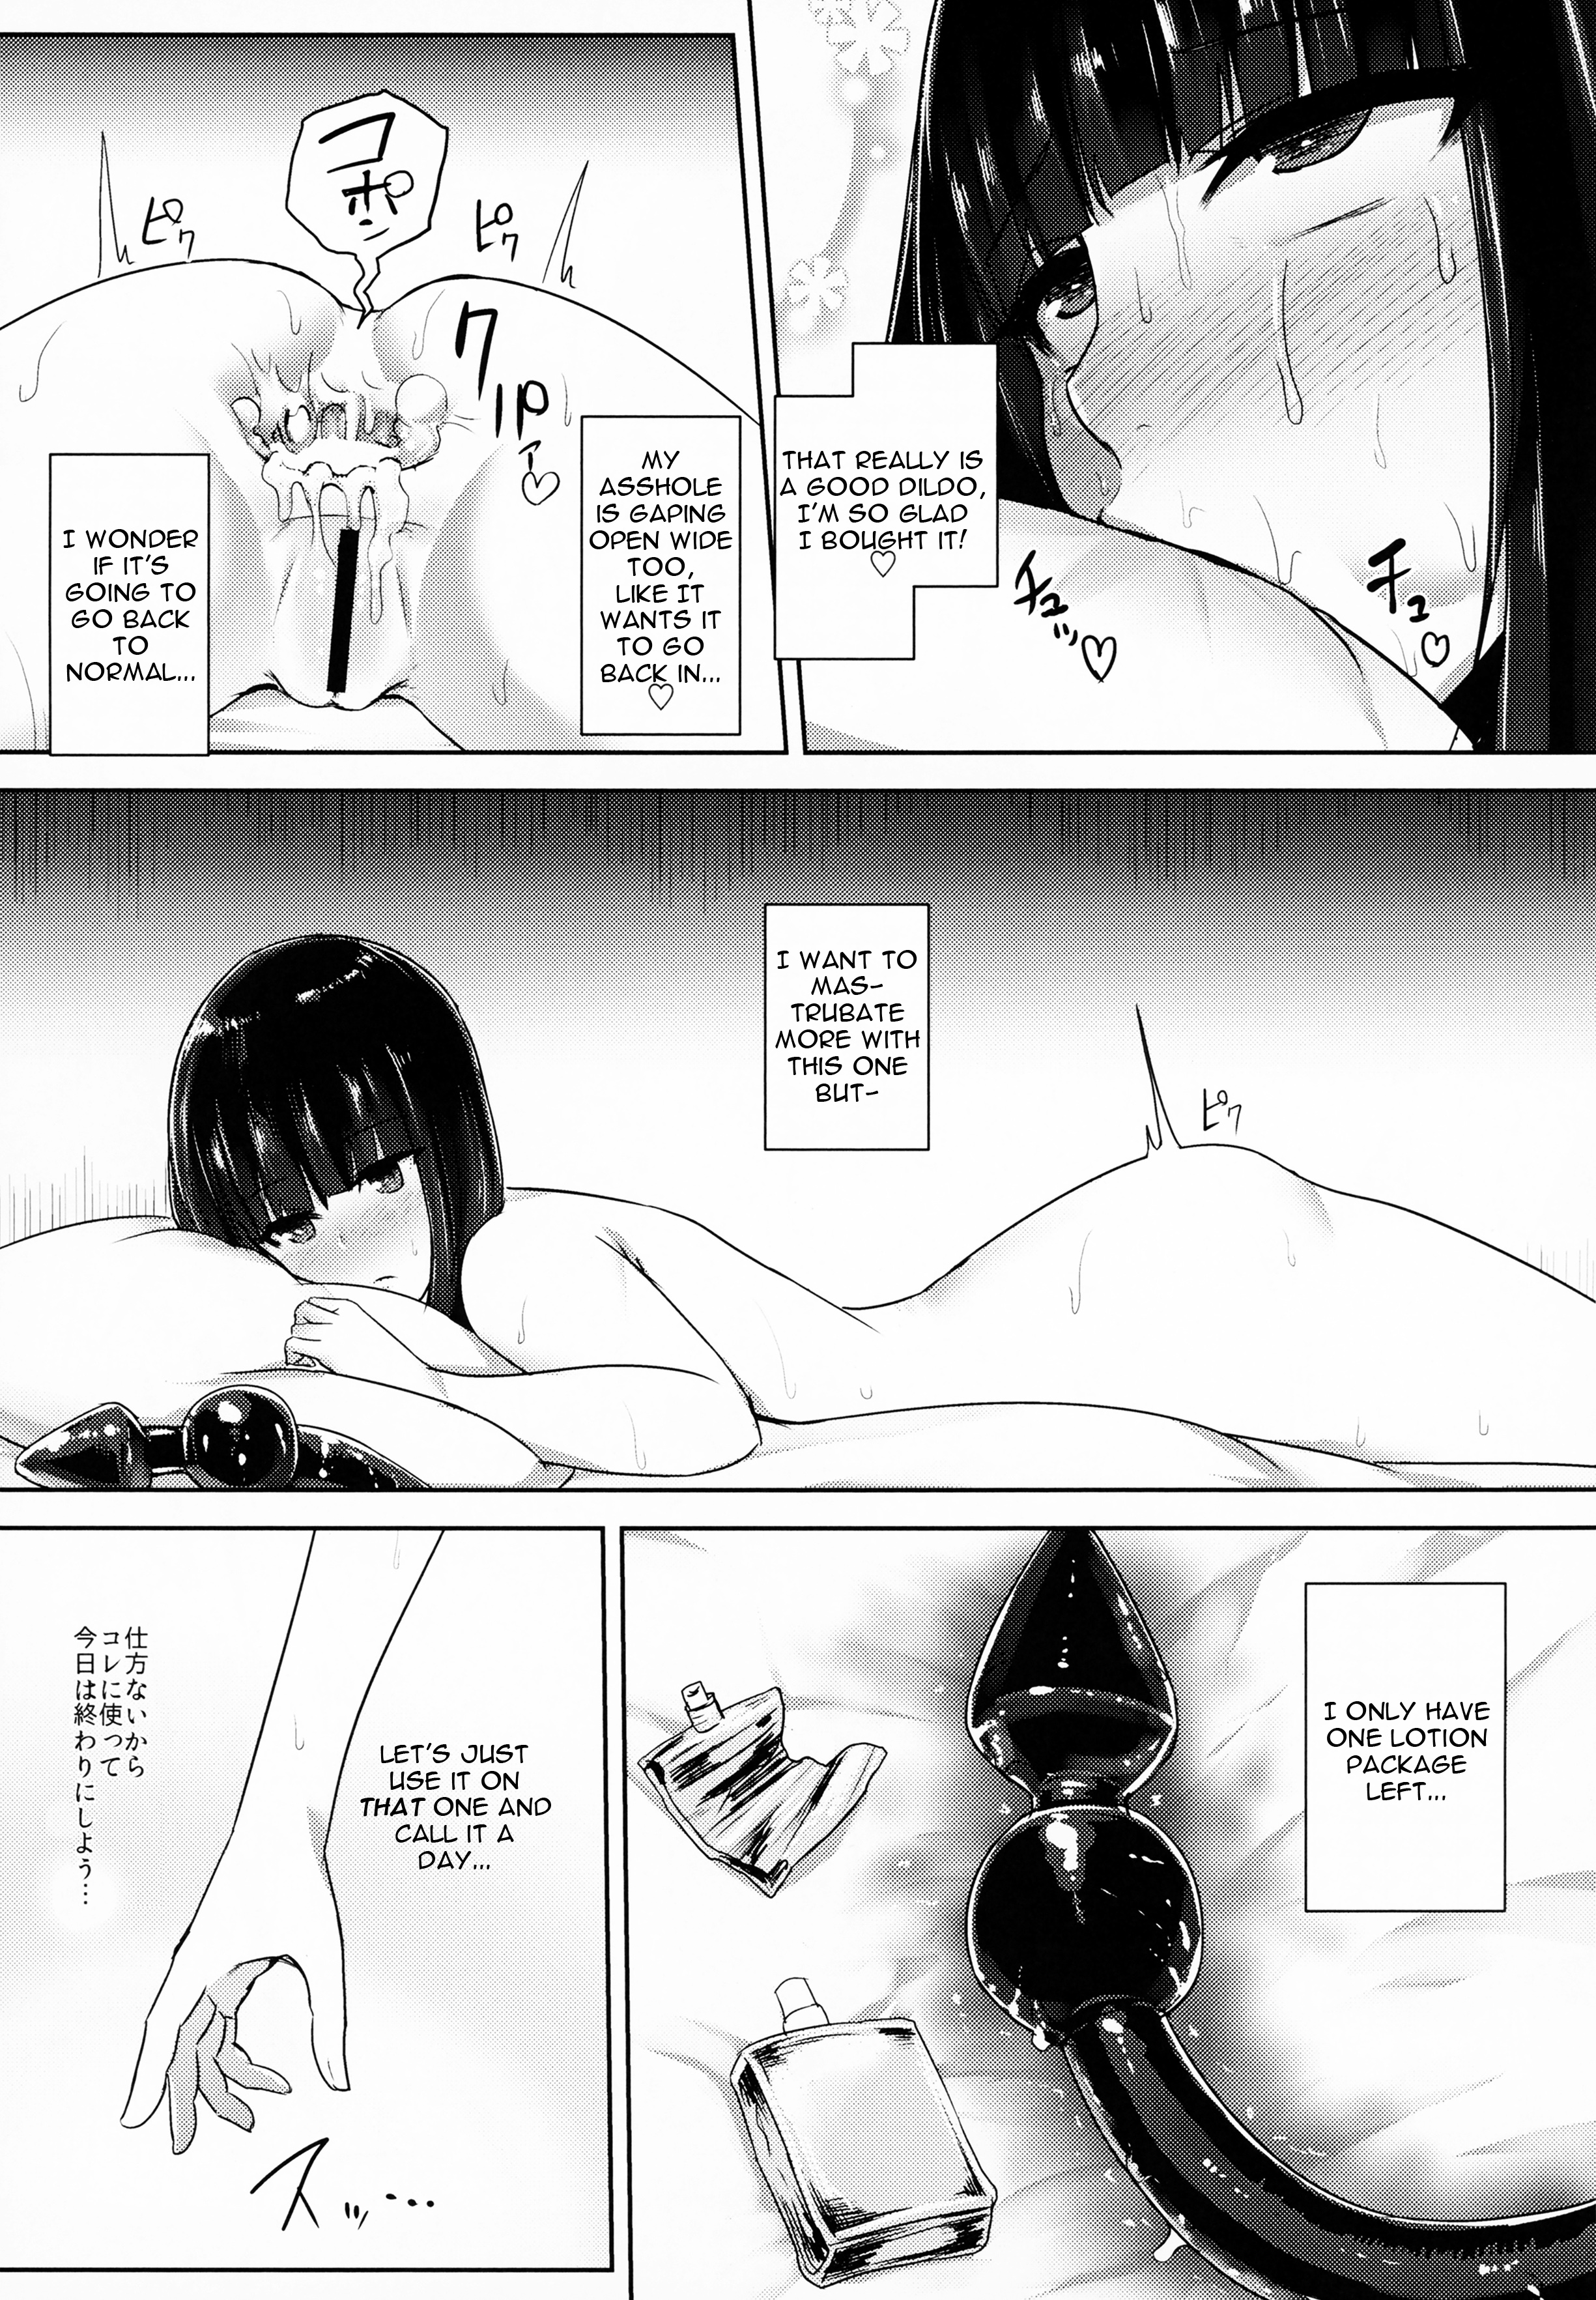 THAT REALLY IS
A GOOD DILDO,
I'M SO GLAD
I BOUGHT IT!
♡
チュッ♡
チュ♡
コポ
ピク
ピク
クパァ♡
MY
ASSHOLE
IS GAPING
OPEN WIDE
TOO,
LIKE IT
WANTS IT
TO GO
BACK IN...
♡
I WONDER
IF IT'S
GOING TO
GO BACK
TO
NORMAL...
I WANT TO
MAS-
TRUBATE
MORE WITH
THIS ONE
BUT-
ピク
I ONLY HAVE
ONE LOTION
PACKAGE
LEFT...
LET'S JUST
USE IT ON
THAT ONE AND
CALL IT A
DAY...
仕方ないから
コレに使って
今日は終わりにしよう…
スッ…